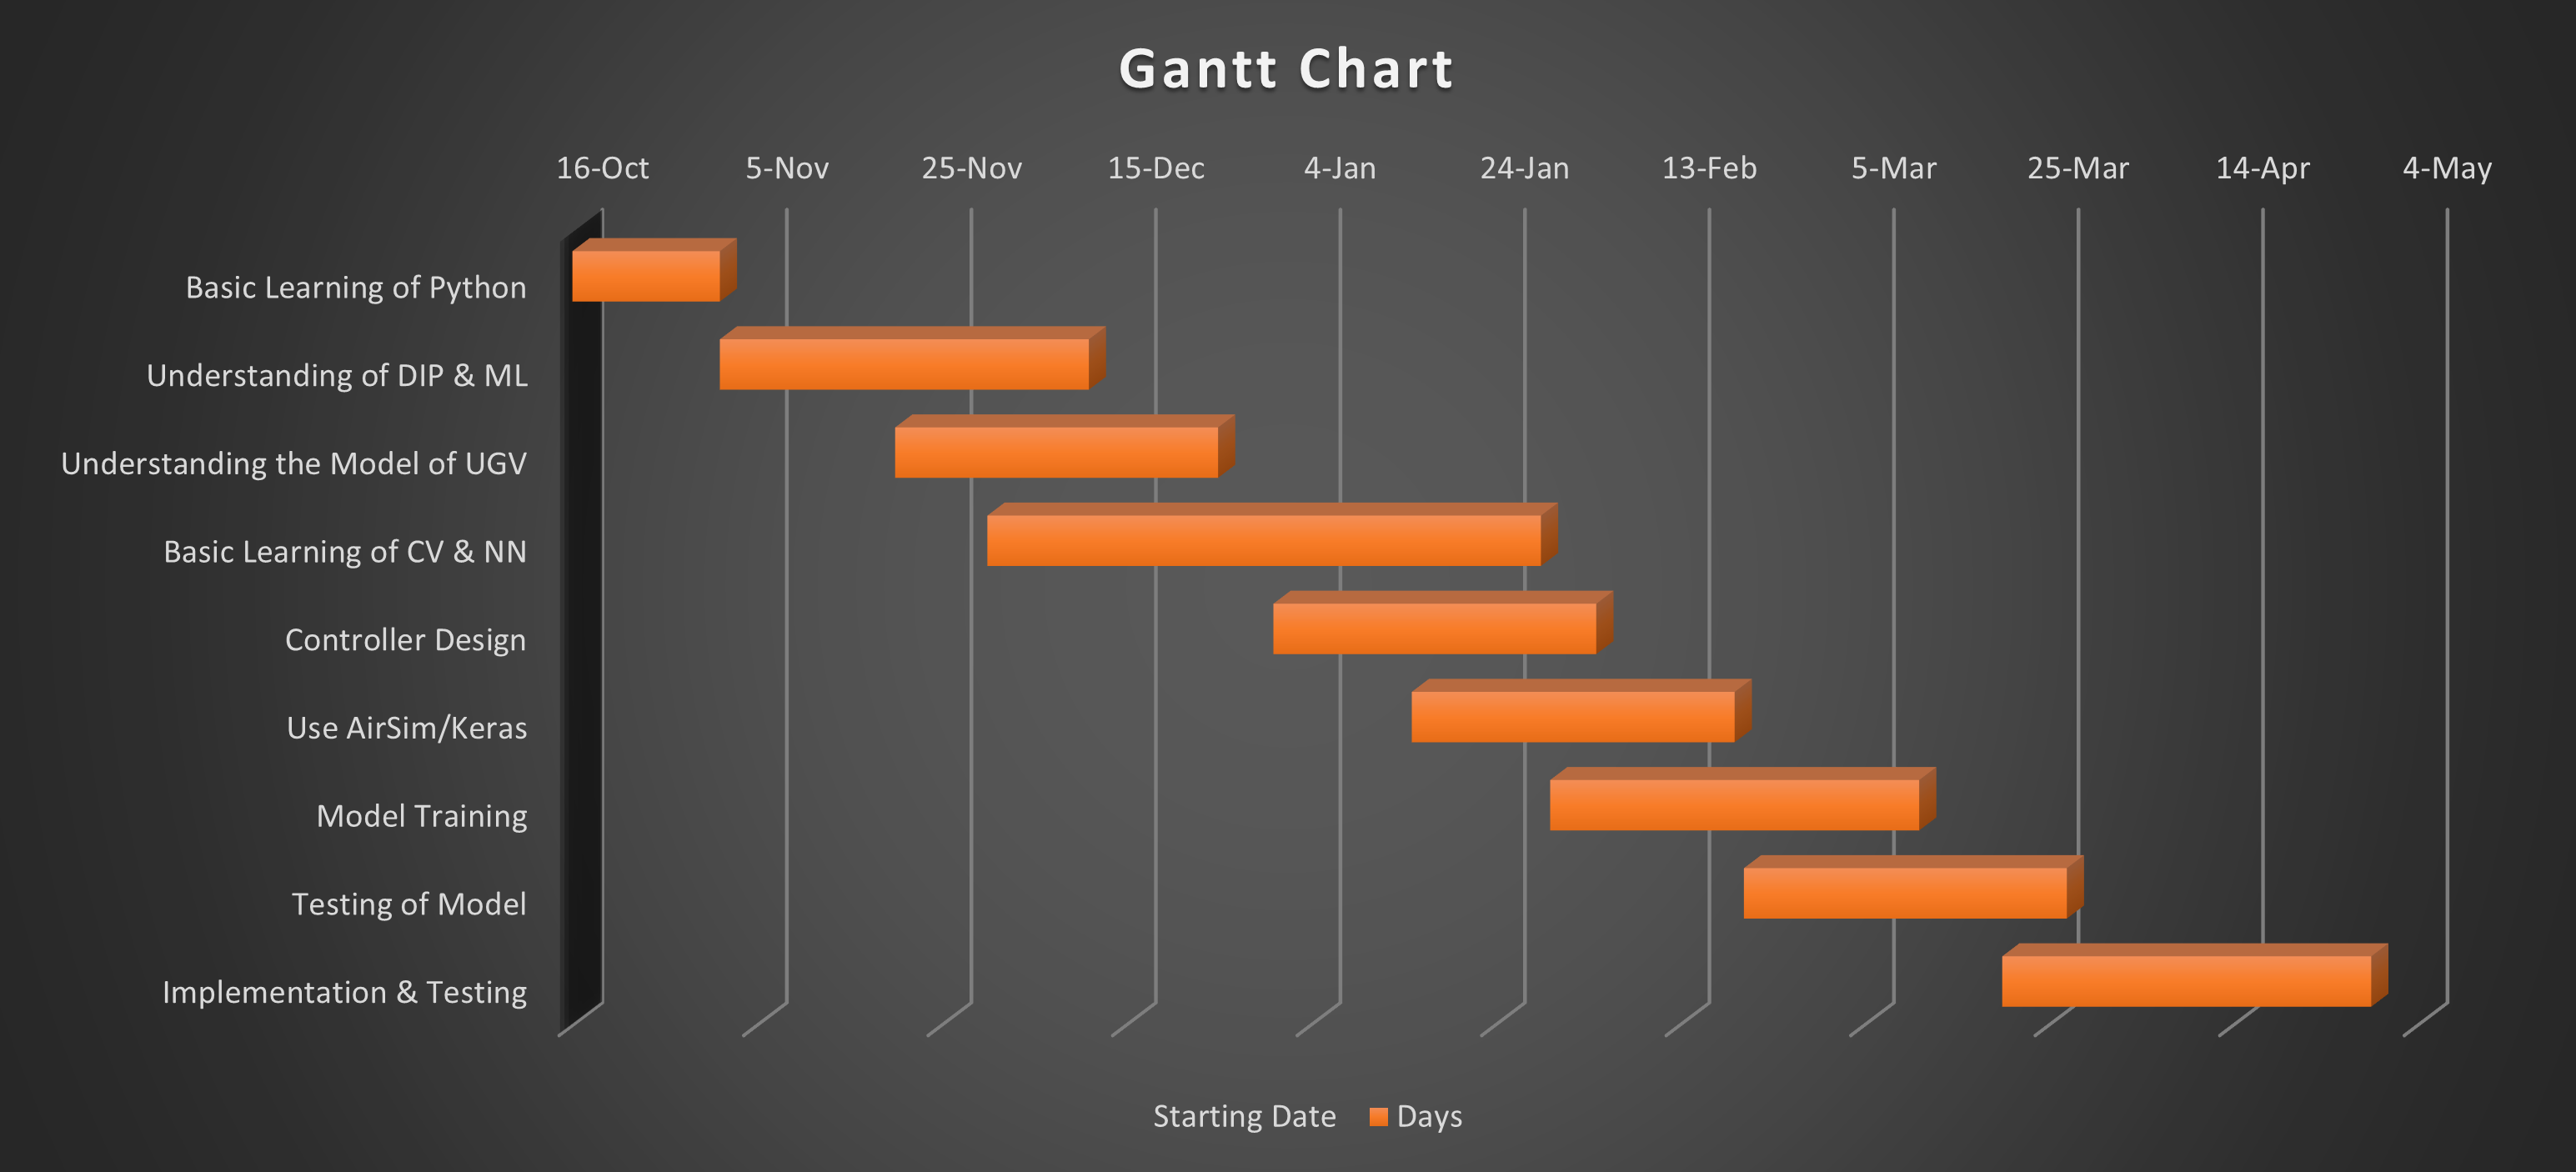 Gantt Chart
16-Oct 5-Nov 25-Nov 15-Dec 4-Jan 24-Jan 13-Feb 5-Mar 25-Mar 14-Apr 4-May
Basic Learning of Python
Understanding of DIP & ML
Understanding the Model of UGV
Basic Learning of CV & NN
Controller Design
Use AirSim/Keras
Model Training
Testing of Model
Implementation & Testing
Starting Date Days